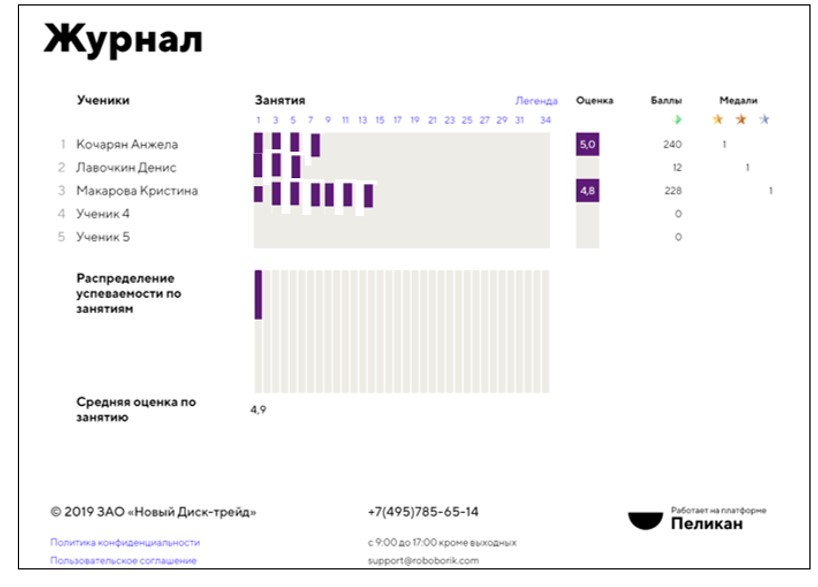 Журнал
Ученики Занятия Легенда Оценка Баллы Медали
1 3 5 7 9 11 13 15 17 19 21 23 25 27 29 31 34
1 Кочарян Анжела 5,0 240 1
2 Лавочкин Денис 12 1
3 Макарова Кристина 4,8 228 1
4 Ученик 4 0
5 Ученик 5 0
Распределение
успеваемости по
занятиям
Средняя оценка по
занятию
4,9
© 2019 ЗАО «Новый Диск-трейд» +7(495)785-65-14 Работает на платформе
Пеликан
Политика конфиденциальности с 9:00 до 17:00 кроме выходных
Пользовательское соглашение support@roboborik.com